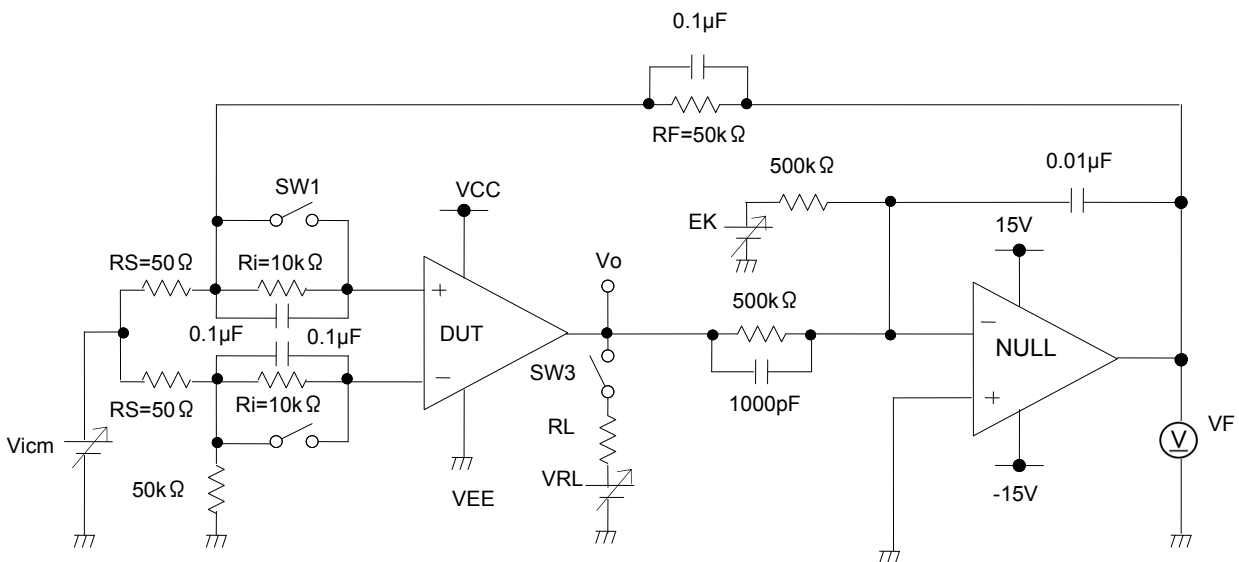 0.1µF
RF=50kΩ
500kΩ
0.01µF
SW1
VCC
EK
15V
RS=50Ω
Ri=10kΩ
Vo
500kΩ
+
0.1µF
0.1µF
DUT
−
NULL
−
SW3
1000pF
+
RS=50Ω
Ri=10kΩ
RL
VF
V
Vicm
50kΩ
VEE
VRL
-15V